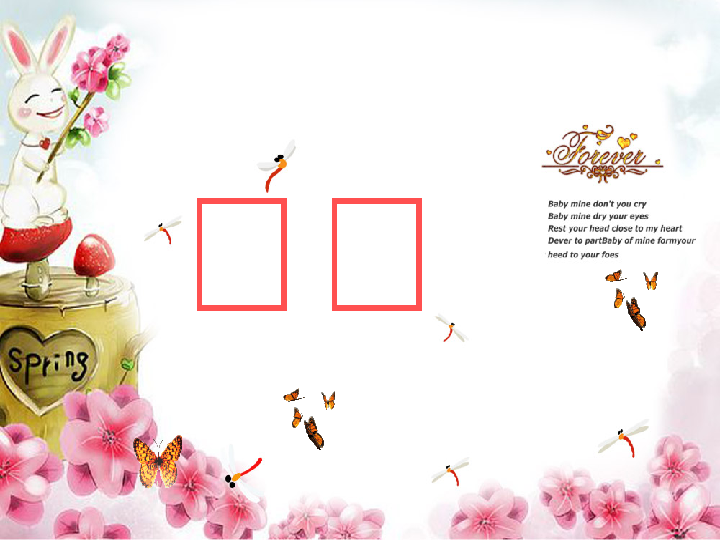 Forever
Baby mine don't you cry
Baby mine dry your eyes
Rest your head close to my heart
Dever to partBaby of mine formyour
heed to your foes
Spring